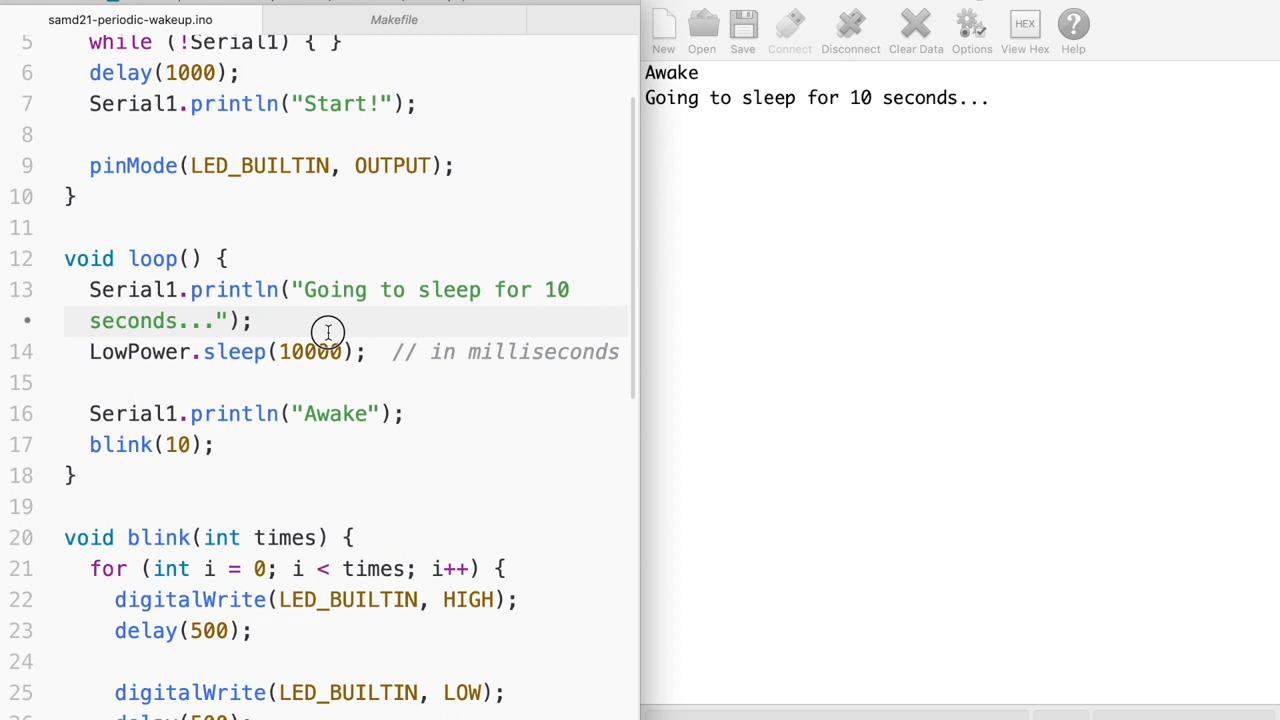 samd21-periodic-wakeup.ino
Makefile
5 while (!Serial1) { }
6 delay(1000);
7 Serial1.println("Start!");
8
9 pinMode(LED_BUILTIN, OUTPUT);
10 }
11
12 void loop() {
13 Serial1.println("Going to sleep for 10
• seconds...");
14 LowPower.sleep(10000); // in milliseconds
15
16 Serial1.println("Awake");
17 blink(10);
18 }
19
20 void blink(int times) {
21 for (int i = 0; i < times; i++) {
22 digitalWrite(LED_BUILTIN, HIGH);
23 delay(500);
24
25 digitalWrite(LED_BUILTIN, LOW);
New Open Save Connect Disconnect Clear Data Options HEX View Hex ? Help
Awake
Going to sleep for 10 seconds...